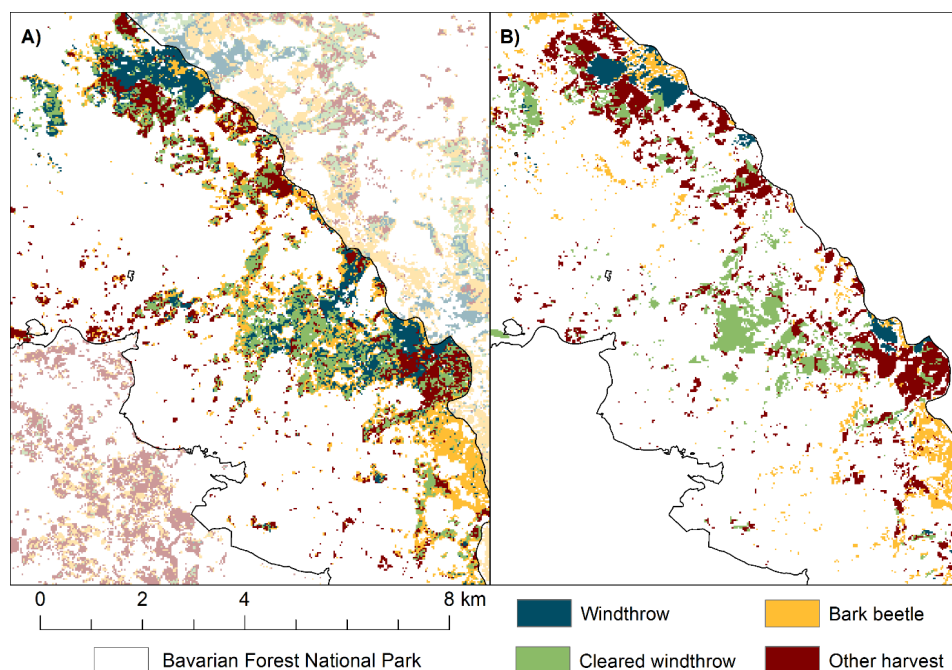 A)
B)
0 2 4 8 km
Windthrow
Bark beetle
Bavarian Forest National Park
Cleared windthrow
Other harvest